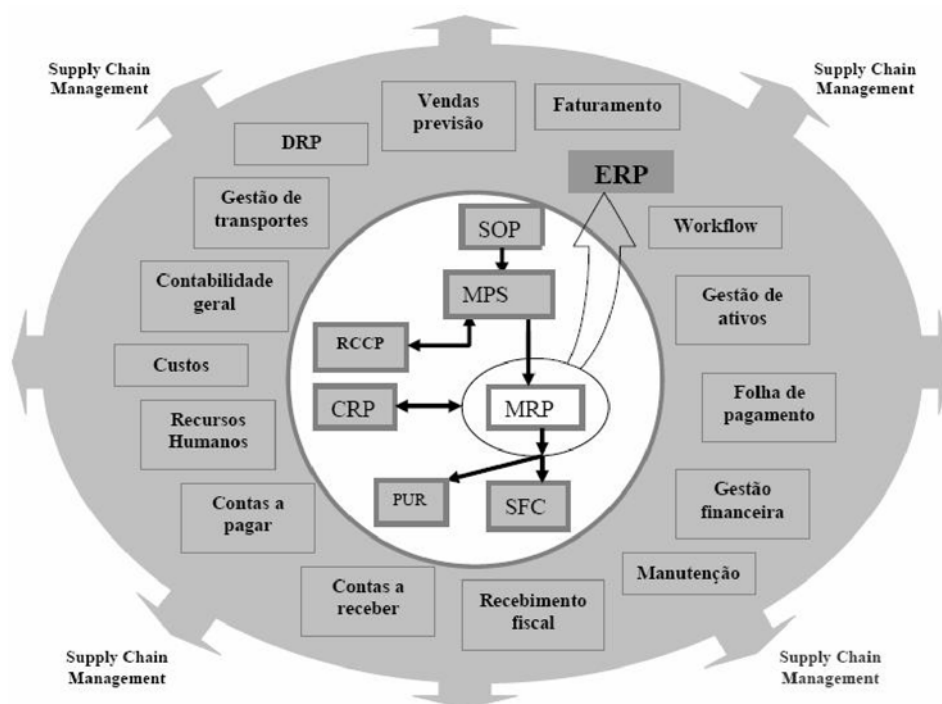 Supply Chain
Management
Supply Chain
Management
Vendas
previsão
Faturamento
DRP
ERP
Gestão de
transportes
Workflow
SOP
Contabilidade
geral
MPS
Gestão de
ativos
RCCP
Custos
CRP
MRP
Folha de
pagamento
Recursos
Humanos
PUR
SFC
Contas a
pagar
Gestão
financeira
Manutenção
Contas a
receber
Recebimento
fiscal
Supply Chain
Management
Supply Chain
Management